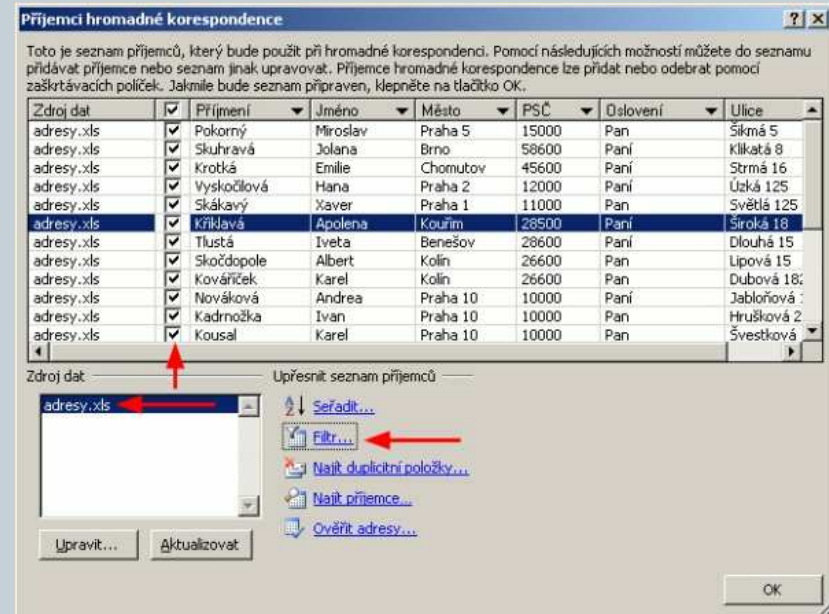 Příjemci hromadné korespondence
Toto je seznam příjemců, který bude použit při hromadné korespondenci. Pomocí následujících možností můžete do seznamu
přidávat příjemce nebo seznam jinak upravovat. Příjemce hromadné korespondence lze přidat nebo odebrat pomocí
zaškrtávacích políček. Jakmile bude seznam připraven, klepněte na tlačítko OK.
Zdroj dat Příjmení Jméno Město PSČ Oslovení Ulice
adresy.xls Pokorný Miroslav Praha 5 15000 Pan Šikmá 5
adresy.xls Skuhravá Jolana Brno 58600 Paní Klikatá 8
adresy.xls Krotká Emilie Chomutov 45600 Paní Strmá 16
adresy.xls Vyskočilová Hana Praha 2 12000 Paní Úzká 125
adresy.xls Skákavý Xaver Praha 1 11000 Pan Světlá 125
adresy.xls Křiklavá Apolena Kouřim 28500 Paní Široká 18
adresy.xls Tlustá Iveta Benešov 28600 Paní Dlouhá 15
adresy.xls Skočdopole Albert Kolín 26600 Pan Lipová 15
adresy.xls Kovářiček Karel Kolín 26600 Pan Dubová 182
adresy.xls Nováková Andrea Praha 10 10000 Paní Jabloňová
adresy.xls Kadrnožka Ivan Praha 10 10000 Pan Hrušková 2
adresy.xls Kousal Karel Praha 10 10000 Pan Švestková
Zdroj dat Upřesnit seznam příjemců
adresy.xls
Seřadit...
Filtr...
Najít duplicitní položky...
Najít příjemce...
Ověřit adresy...
Upravit... Aktualizovat
OK